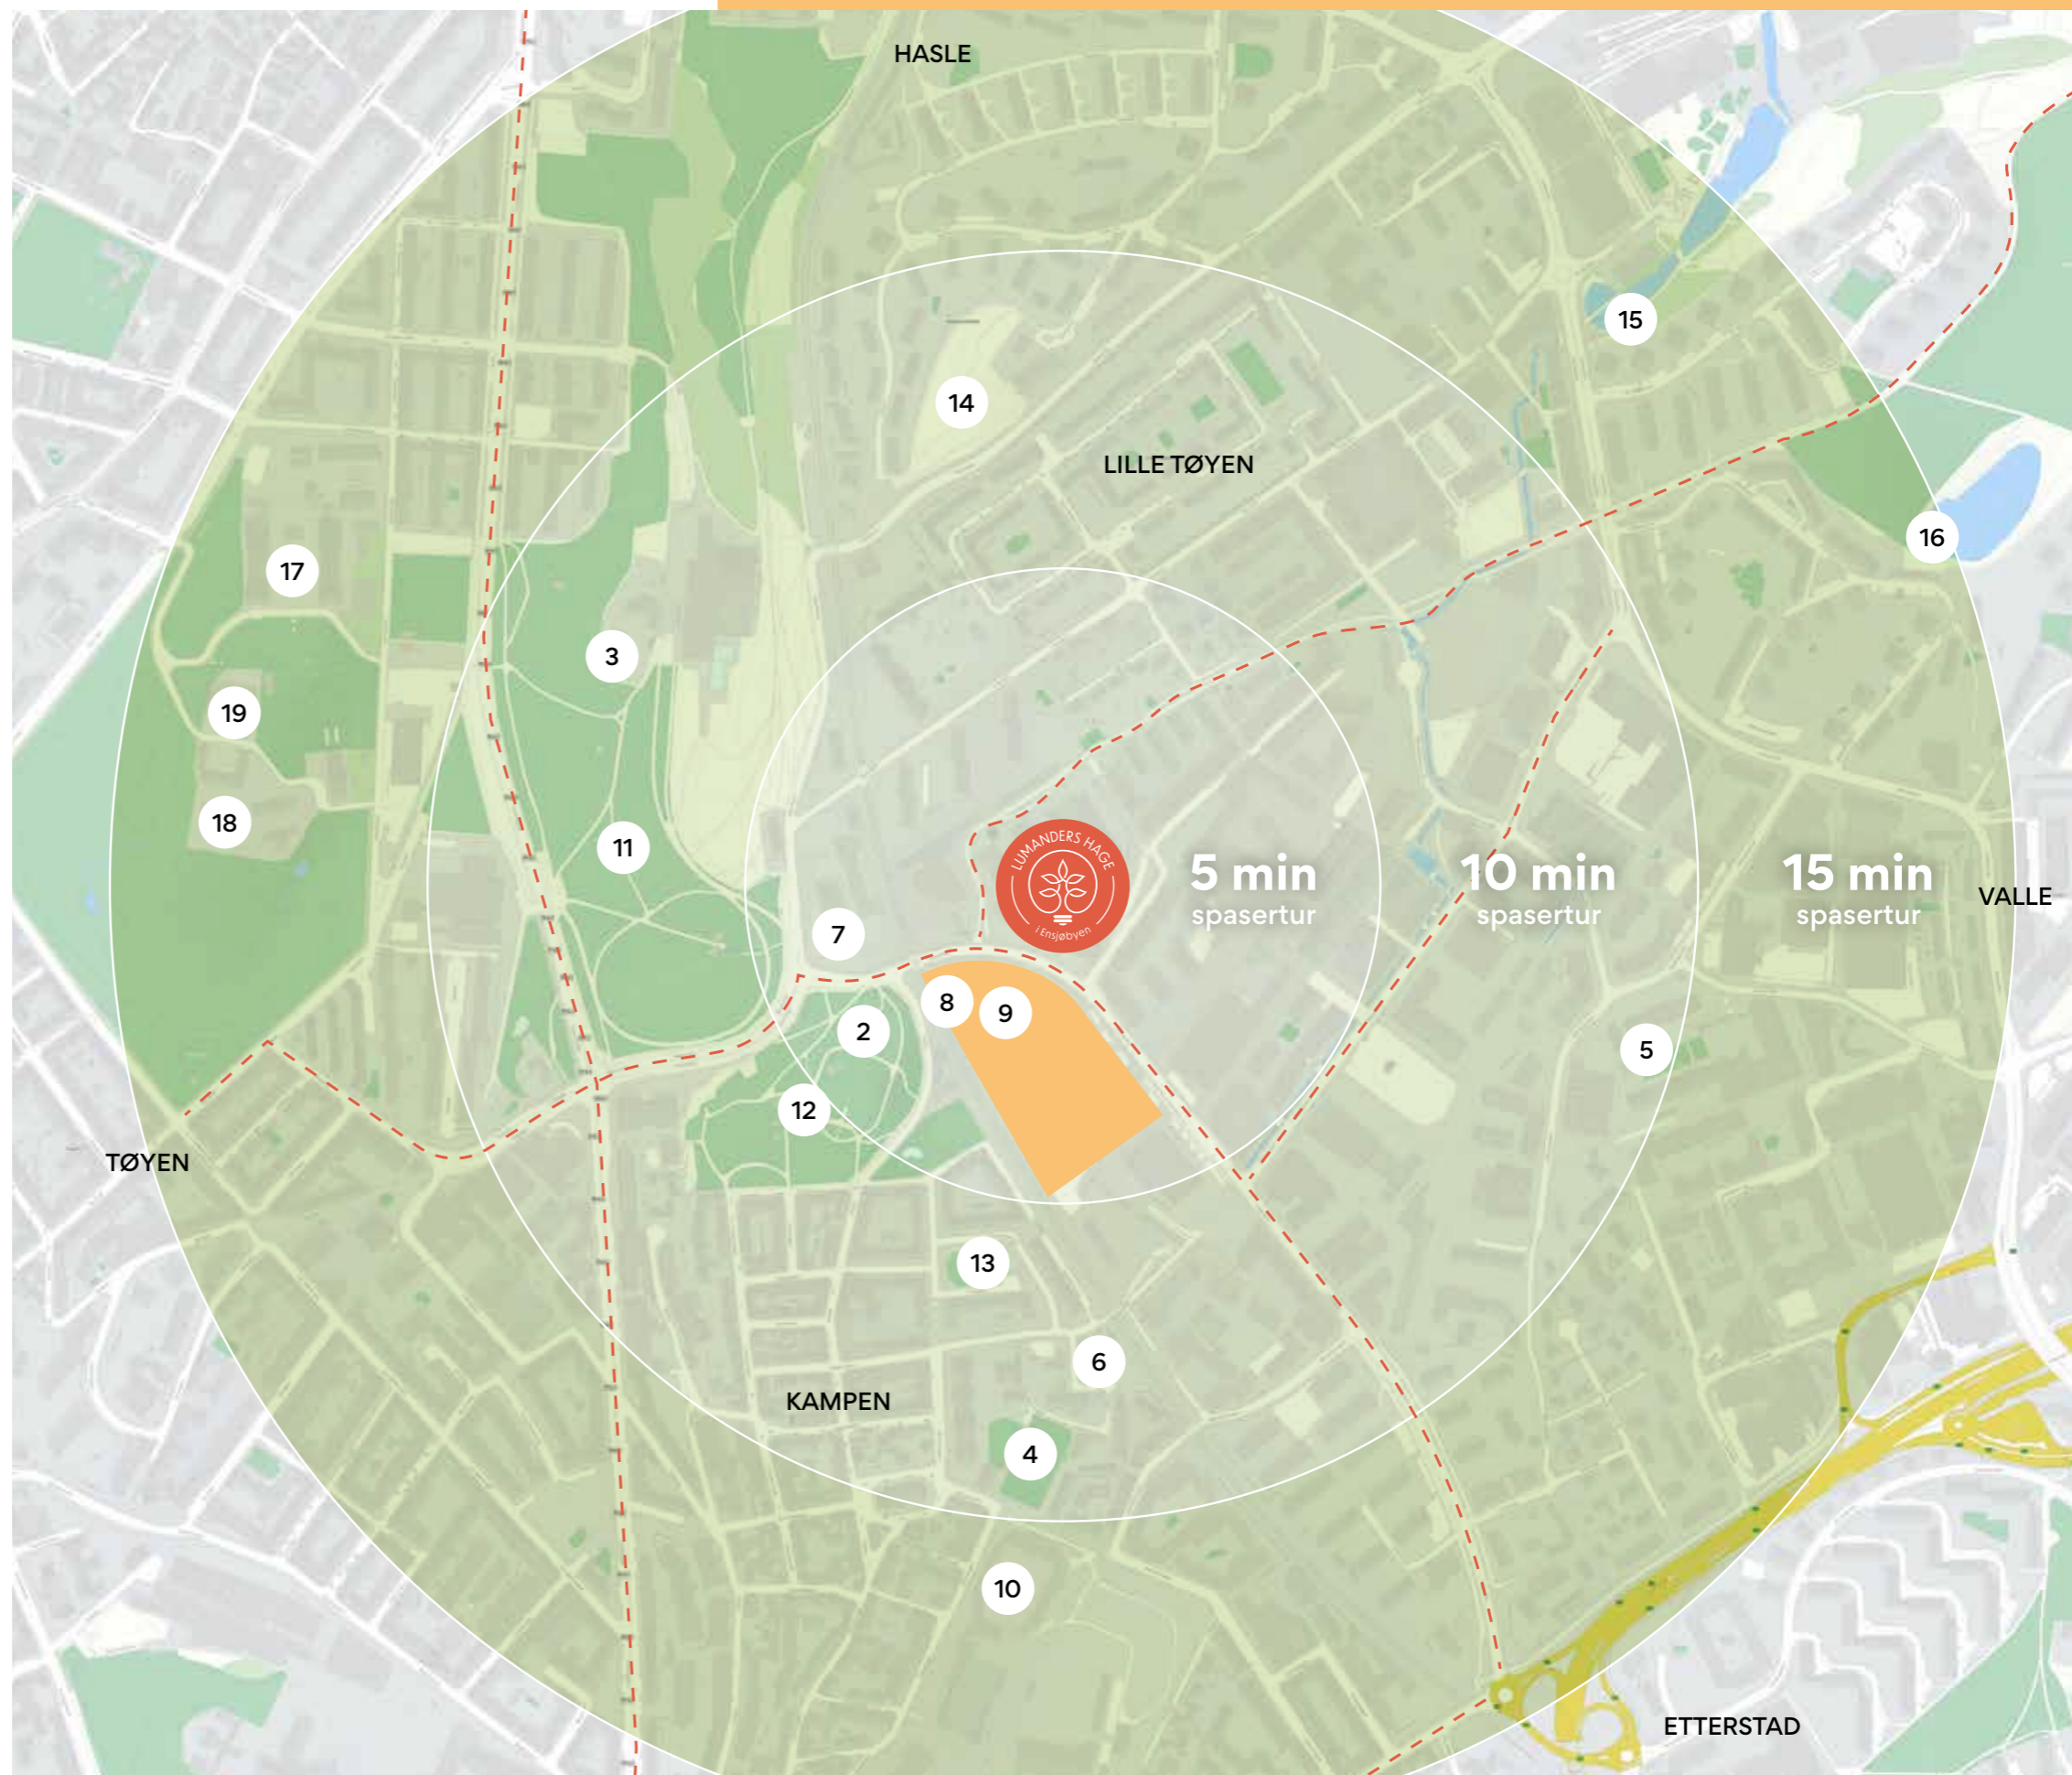 HASLE
15
14
LILLE TØYEN
16
17
3
19
18
11
LUMANDERS HAGE
i Ensjøbyen
5 min
spasertur
10 min
spasertur
15 min
spasertur
VALLE
7
8
9
2
5
12
TØYEN
13
6
KAMPEN
4
10
ETTERSTAD